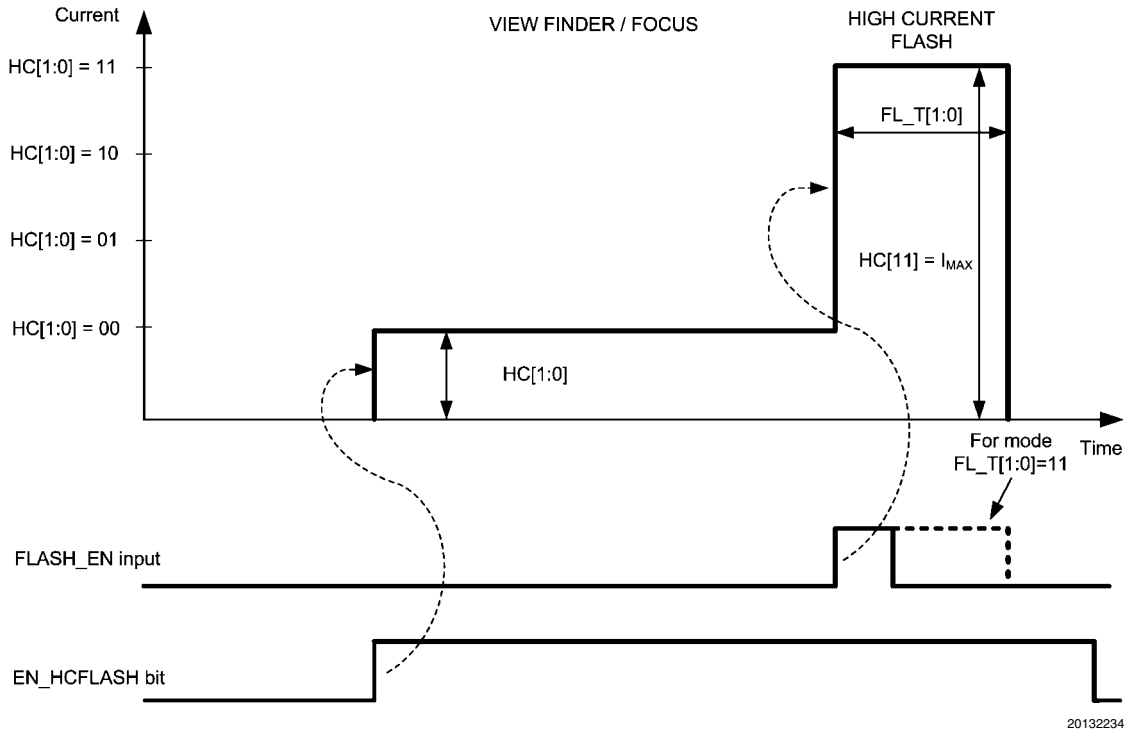 Current
VIEW FINDER / FOCUS
HIGH CURRENT
FLASH
HC[1:0] = 11
FL_T[1:0]
HC[1:0] = 10
HC[1:0] = 01
HC[11] = IMAX
HC[1:0] = 00
HC[1:0]
Time
For mode
FL_T[1:0]=11
FLASH_EN input
EN_HCFLASH bit
20132234